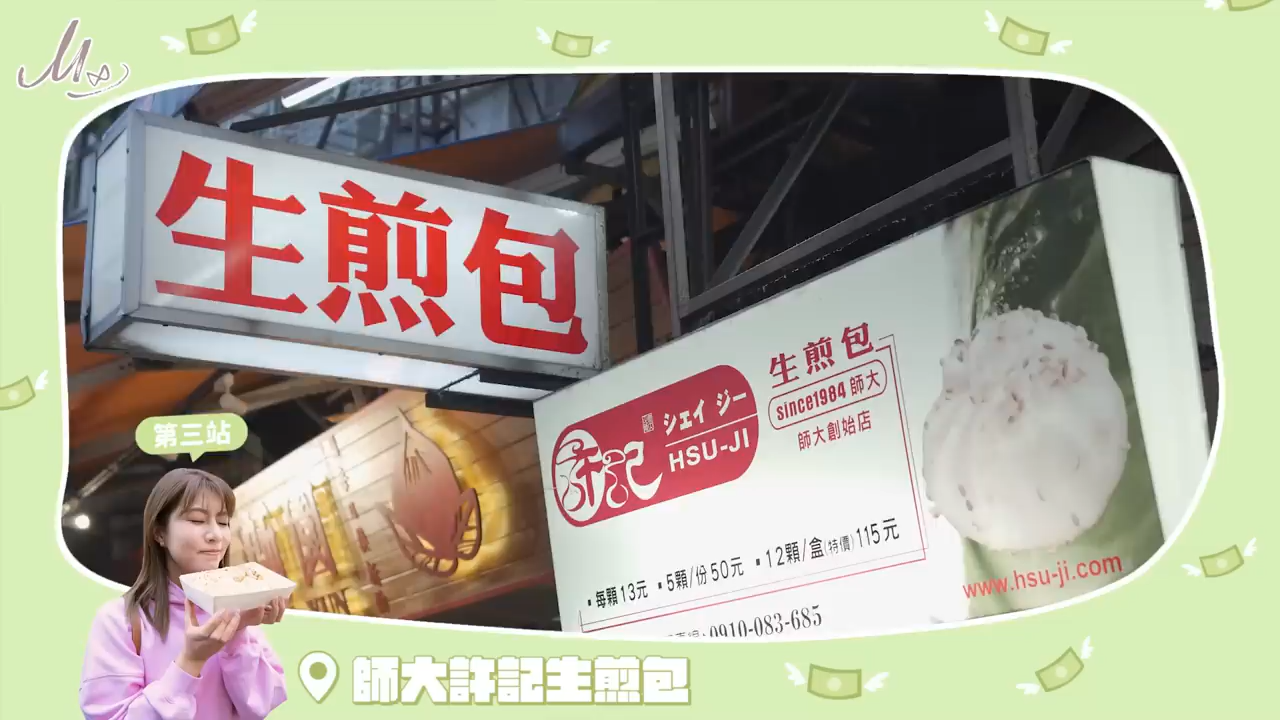 生煎包
許記
シェイ ジー
HSU-JI
生煎包
since1984 師大
師大創始店
▪每顆13元 ▪5顆/份50元 ▪12顆/盒(特價)115元
0910-083-685
www.hsu-ji.com
第三站
師大許記生煎包